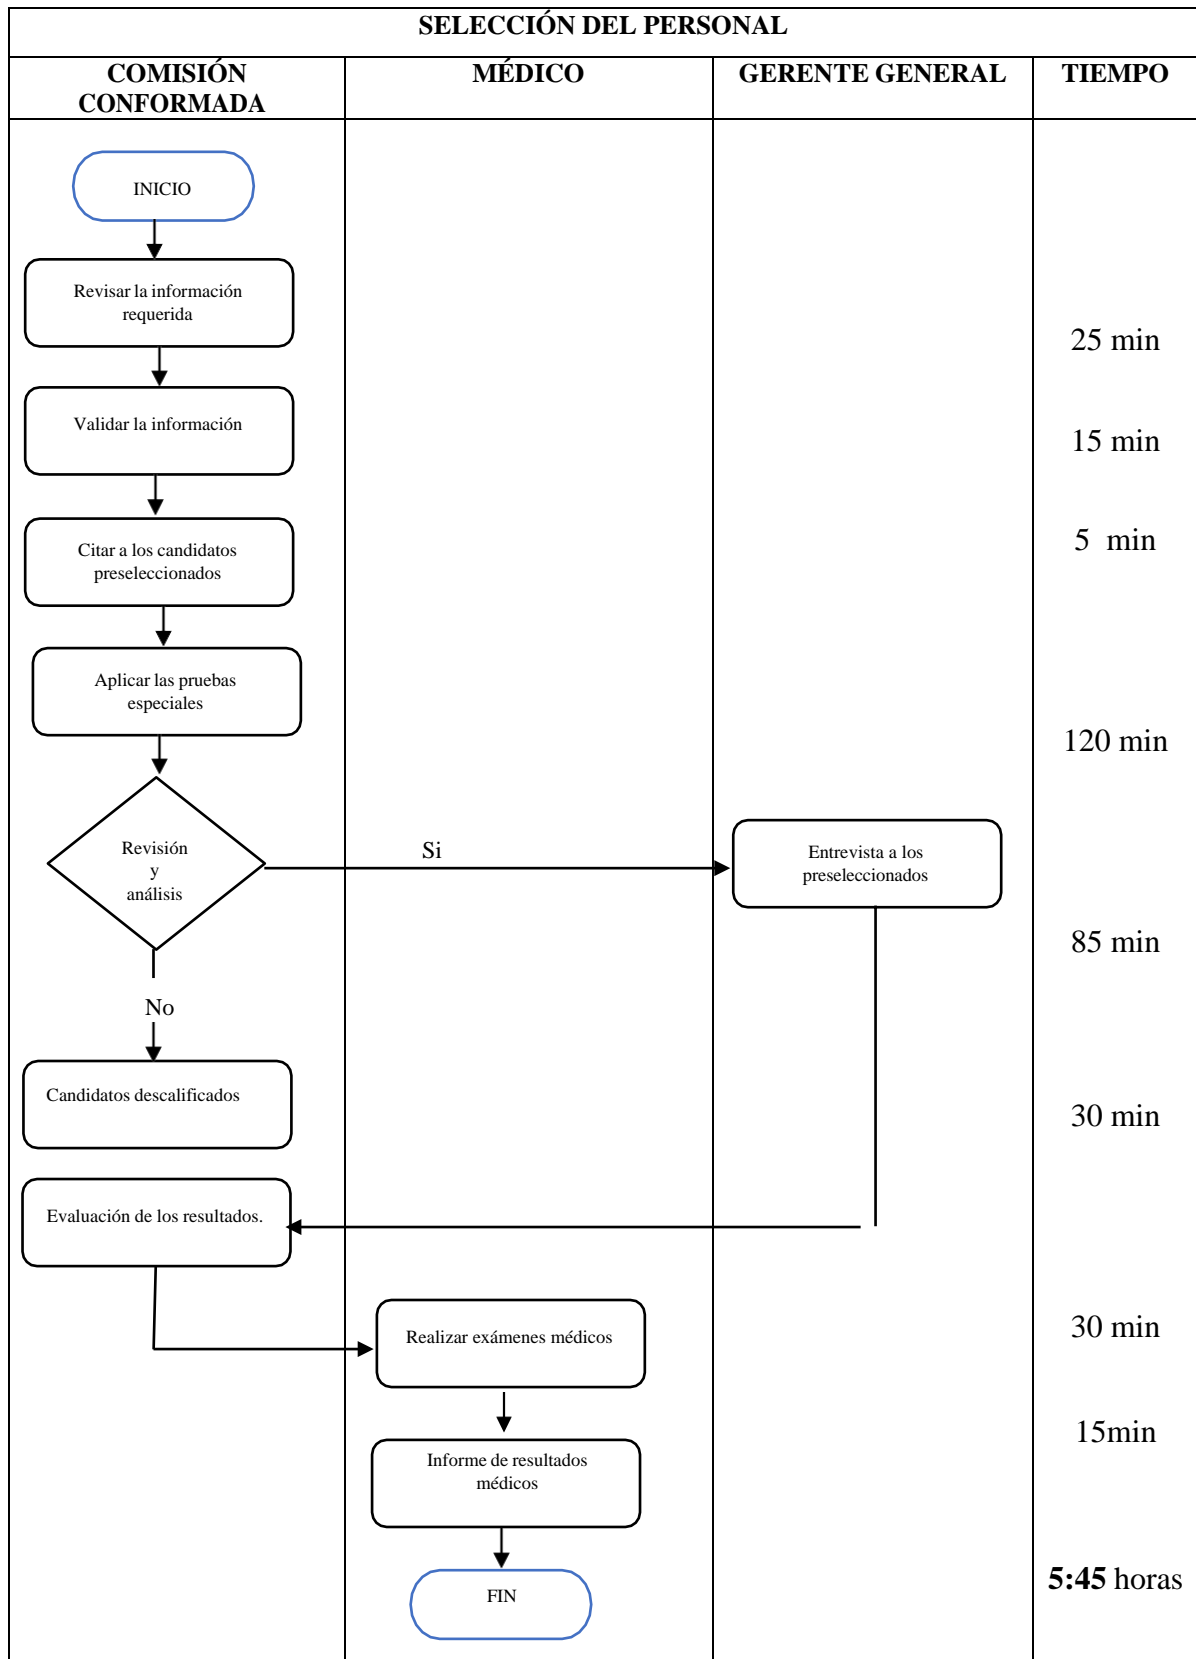 SELECCIÓN DEL PERSONAL
COMISIÓN
CONFORMADA
MÉDICO
GERENTE GENERAL
TIEMPO
INICIO
Revisar la información
requerida
25 min
Validar la información
15 min
Citar a los candidatos
preseleccionados
5 min
Aplicar las pruebas
especiales
120 min
Revisión
y
análisis
Si
Entrevista a los
preseleccionados
85 min
No
Candidatos descalificados
30 min
Evaluación de los resultados.
Realizar exámenes médicos
30 min
Informe de resultados
médicos
15min
FIN
5:45 horas